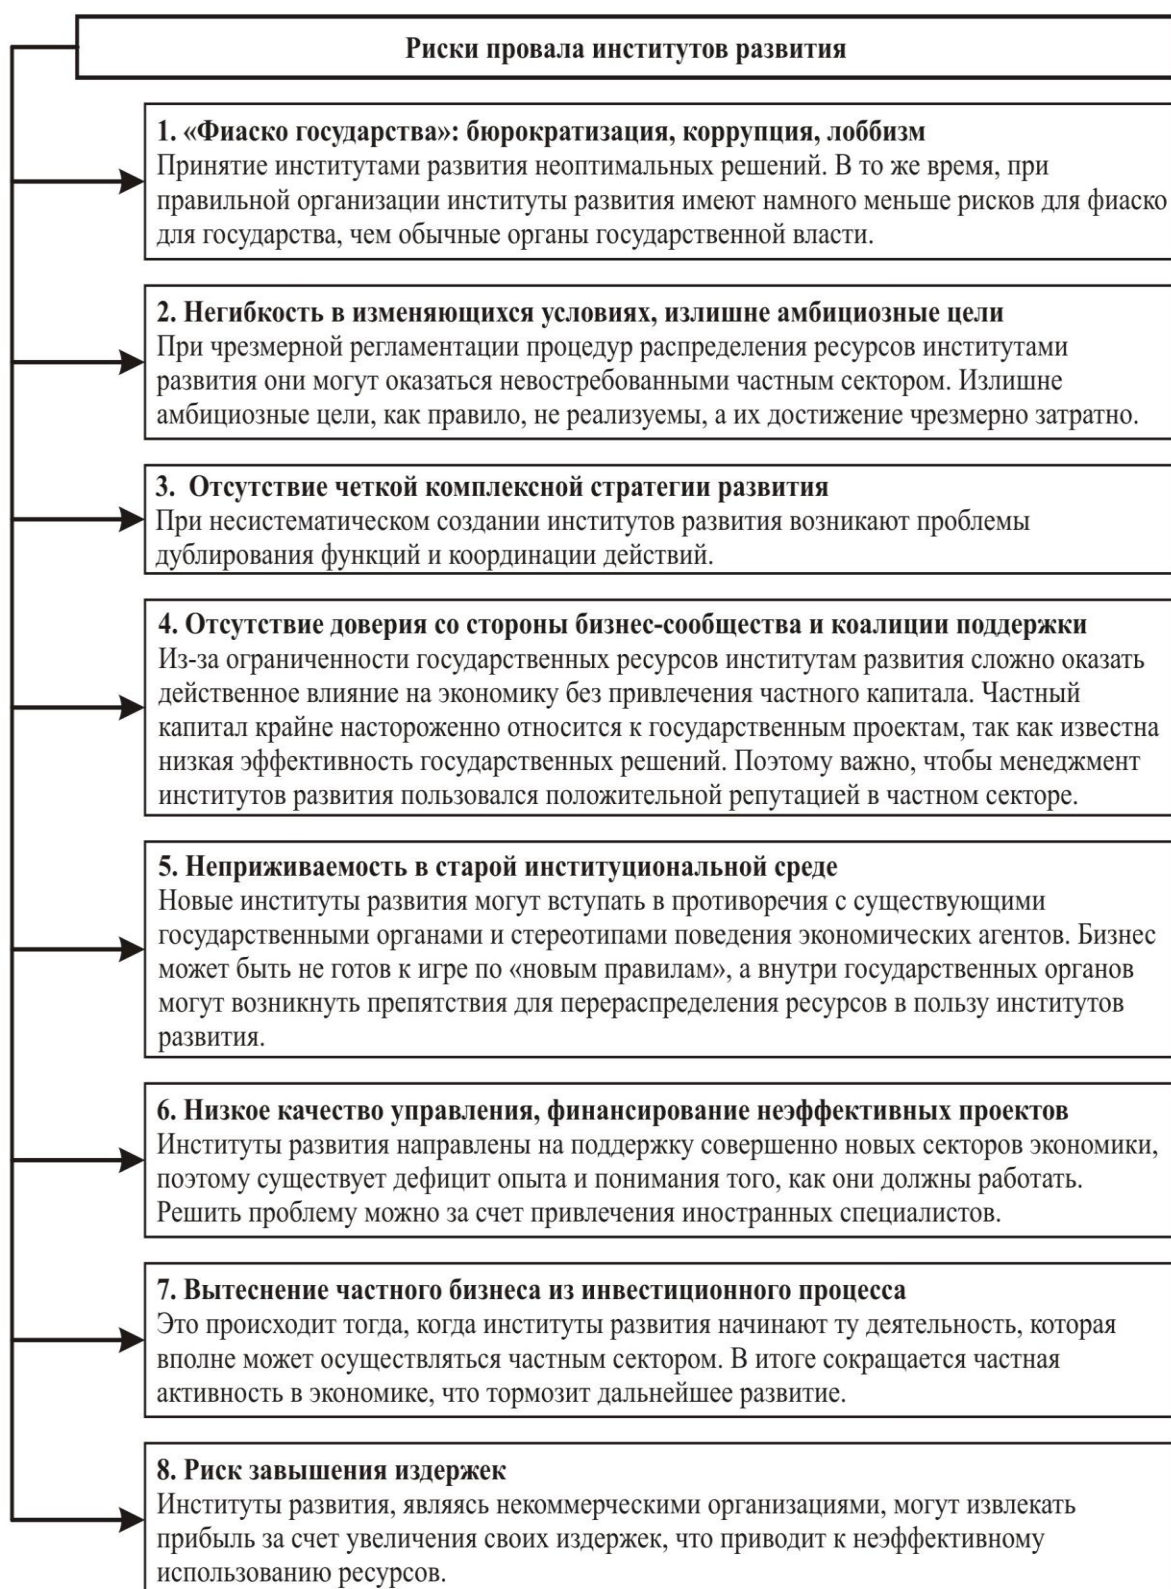 Риски провала институтов развития
1. «Фиаско государства»: бюрократизация, коррупция, лоббизм
Принятие институтами развития неоптимальных решений. В то же время, при
правильной организации институты развития имеют намного меньше рисков для фиаско
для государства, чем обычные органы государственной власти.
2. Негибкость в изменяющихся условиях, излишне амбициозные цели
При чрезмерной регламентации процедур распределения ресурсов институтами
развития они могут оказаться невостребованными частным сектором. Излишне
амбициозные цели, как правило, не реализуемы, а их достижение чрезмерно затратно.
3. Отсутствие четкой комплексной стратегии развития
При несистематическом создании институтов развития возникают проблемы
дублирования функций и координации действий.
4. Отсутствие доверия со стороны бизнес-сообщества и коалиции поддержки
Из-за ограниченности государственных ресурсов институтам развития сложно оказать
действенное влияние на экономику без привлечения частного капитала. Частный
капитал крайне настороженно относится к государственным проектам, так как известна
низкая эффективность государственных решений. Поэтому важно, чтобы менеджмент
институтов развития пользовался положительной репутацией в частном секторе.
5. Неприживаемость в старой институциональной среде
Новые институты развития могут вступать в противоречия с существующими
государственными органами и стереотипами поведения экономических агентов. Бизнес
может быть не готов к игре по «новым правилам», а внутри государственных органов
могут возникнуть препятствия для перераспределения ресурсов в пользу институтов
развития.
6. Низкое качество управления, финансирование неэффективных проектов
Институты развития направлены на поддержку совершенно новых секторов экономики,
поэтому существует дефицит опыта и понимания того, как они должны работать.
Решить проблему можно за счет привлечения иностранных специалистов.
7. Вытеснение частного бизнеса из инвестиционного процесса
Это происходит тогда, когда институты развития начинают ту деятельность, которая
вполне может осуществляться частным сектором. В итоге сокращается частная
активность в экономике, что тормозит дальнейшее развитие.
8. Риск завышения издержек
Институты развития, являясь некоммерческими организациями, могут извлекать
прибыль за счет увеличения своих издержек, что приводит к неэффективному
использованию ресурсов.